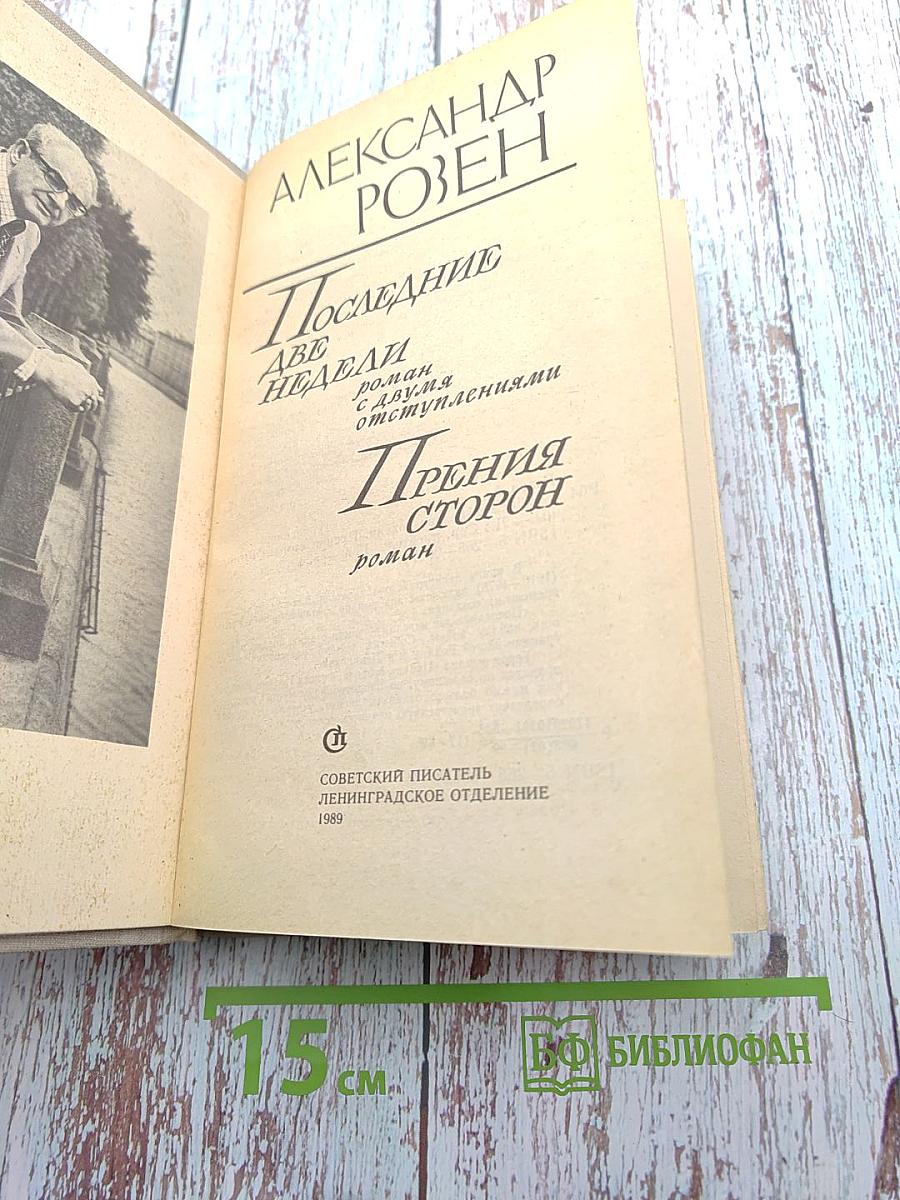 АЛЕКСАНДР
РОЗЕН
ПОСЛЕДНИЕ
ДВЕ
НЕДЕЛИ
роман
с двумя
отступлениями
ПРЕНИЯ
СТОРОН
роман
СП
СОВЕТСКИЙ ПИСАТЕЛЬ
ЛЕНИНГРАДСКОЕ ОТДЕЛЕНИЕ
1989
15 см
БФ БИБЛИОФАН